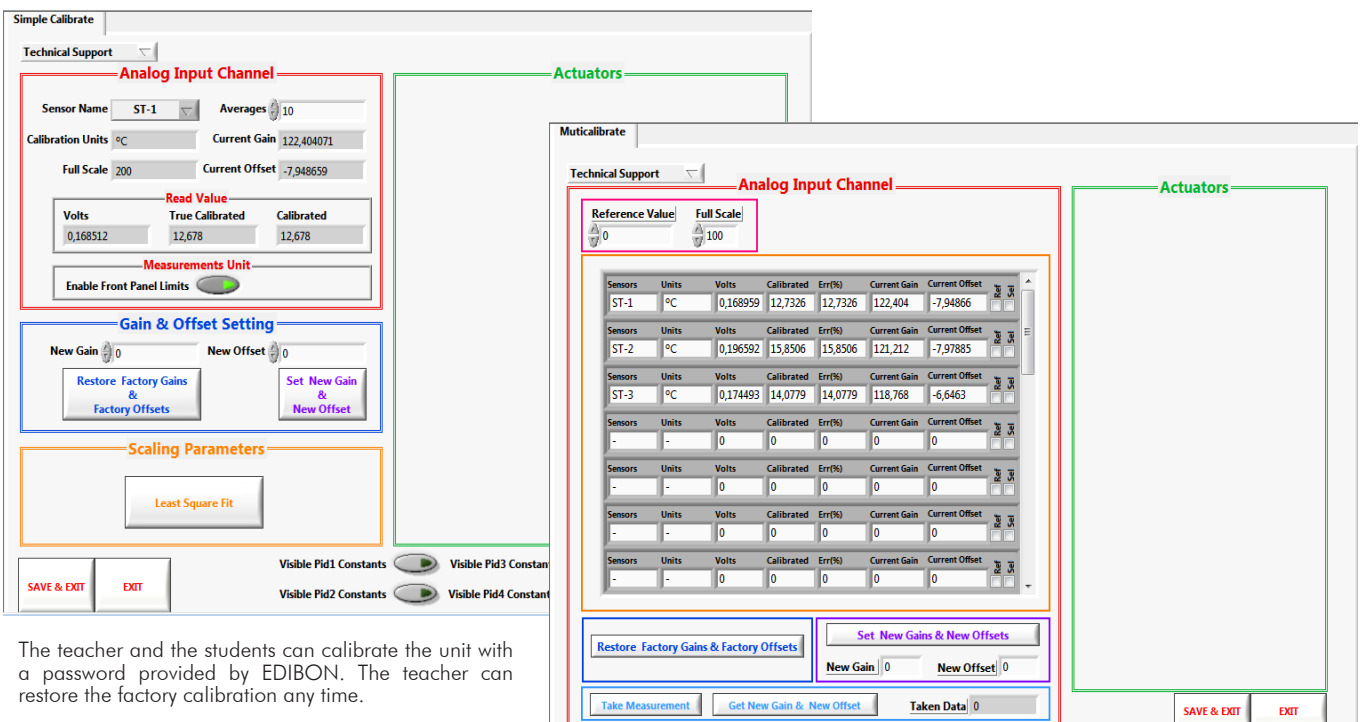 Simple Calibrate
Technical Support
Analog Input Channel
Actuators
Sensor Name ST-1 Averages 10
Calibration Units ºC Current Gain 122,404071
Full Scale 200 Current Offset -7,948659
Read Value
Volts True Calibrated Calibrated
0,168512 12,678 12,678
Measurements Unit
Enable Front Panel Limits
Gain & Offset Setting
New Gain 0 New Offset 0
Restore Factory Gains
&
Factory Offsets
Set New Gain
&
New Offset
Scaling Parameters
Least Square Fit
SAVE & EXIT EXIT
Visible Pid1 Constants Visible Pid3 Constan
Visible Pid2 Constants Visible Pid4 Constant
The teacher and the students can calibrate the unit with
a password provided by EDIBON. The teacher can
restore the factory calibration any time.
Muticalibrate
Technical Support
Analog Input Channel
Actuators
Reference Value Full Scale
0 100
Sensors Units Volts Calibrated Err(%) Current Gain Current Offset Ref Sel
ST-1 ºC 0,168959 12,7326 12,7326 122,404 -7,94866
Sensors Units Volts Calibrated Err(%) Current Gain Current Offset Ref Sel
ST-2 ºC 0,196592 15,8506 15,8506 121,212 -7,97885
Sensors Units Volts Calibrated Err(%) Current Gain Current Offset Ref Sel
ST-3 ºC 0,174493 14,0779 14,0779 118,768 -6,6463
Sensors Units Volts Calibrated Err(%) Current Gain Current Offset Ref Sel
- - 0 0 0 0 0
Sensors Units Volts Calibrated Err(%) Current Gain Current Offset Ref Sel
- - 0 0 0 0 0
Sensors Units Volts Calibrated Err(%) Current Gain Current Offset Ref Sel
- - 0 0 0 0 0
Sensors Units Volts Calibrated Err(%) Current Gain Current Offset Ref Sel
- - 0 0 0 0 0
Restore Factory Gains & Factory Offsets
Set New Gains & New Offsets
New Gain 0 New Offset 0
Take Measurement Get New Gain & New Offset Taken Data 0
SAVE & EXIT EXIT